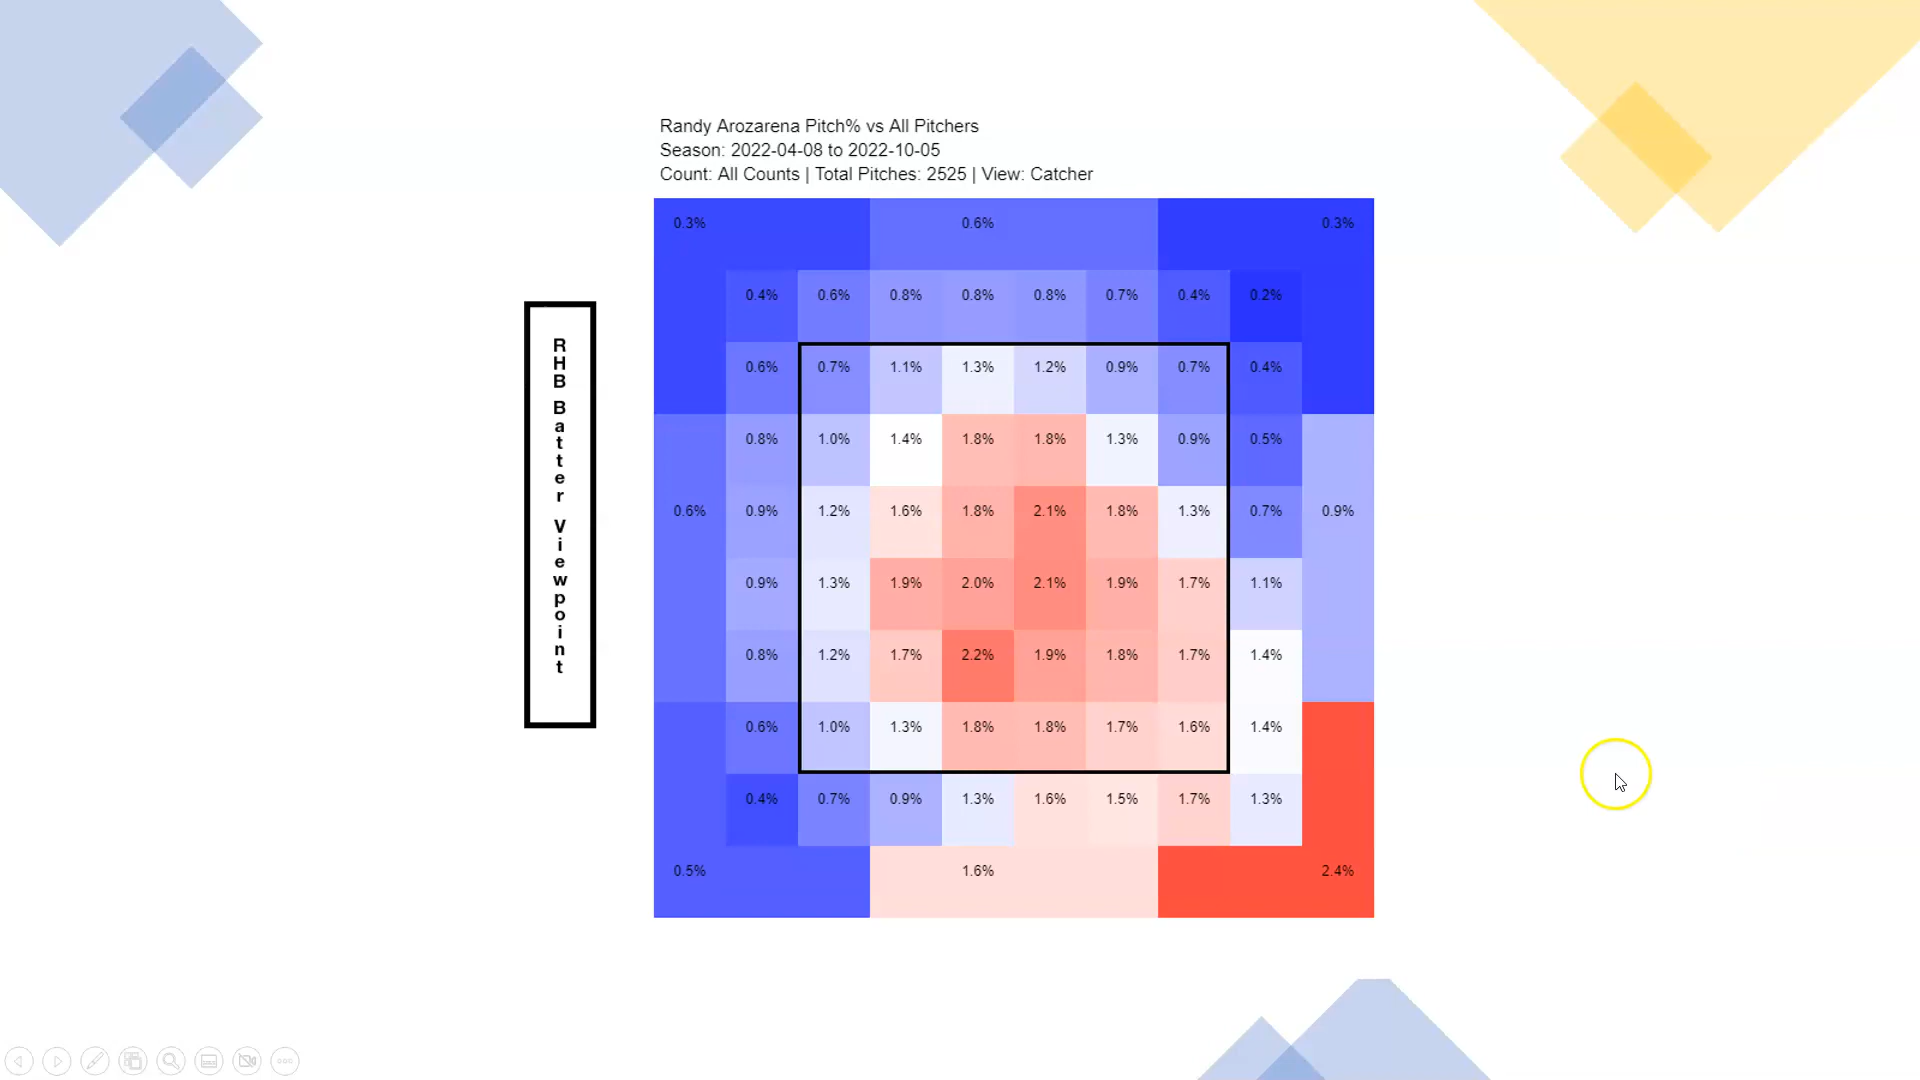 Randy Arozarena Pitch% vs All Pitchers
Season: 2022-04-08 to 2022-10-05
Count: All Counts | Total Pitches: 2525 | View: Catcher
0.3% 0.6% 0.3%
0.4% 0.6% 0.8% 0.8% 0.8% 0.7% 0.4% 0.2%
0.6% 0.7% 1.1% 1.3% 1.2% 0.9% 0.7% 0.4%
0.8% 1.0% 1.4% 1.8% 1.8% 1.3% 0.9% 0.5%
0.6% 0.9% 1.2% 1.6% 1.8% 2.1% 1.8% 1.3% 0.7% 0.9%
0.9% 1.3% 1.9% 2.0% 2.1% 1.9% 1.7% 1.1%
0.8% 1.2% 1.7% 2.2% 1.9% 1.8% 1.7% 1.4%
0.6% 1.0% 1.3% 1.8% 1.8% 1.7% 1.6% 1.4%
0.4% 0.7% 0.9% 1.3% 1.6% 1.5% 1.7% 1.3%
0.5% 1.6% 2.4%
RHB Batter Viewpoint